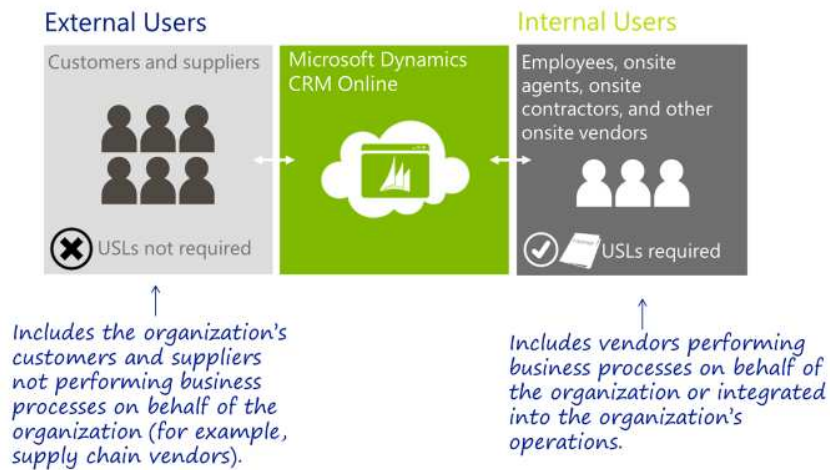 External Users
Internal Users
Customers and suppliers
Microsoft Dynamics
CRM Online
Employees, onsite
agents, onsite
contractors, and other
onsite vendors
USLs not required
USLs required
Includes the organization's
customers and suppliers
not performing business
processes on behalf of the
organization (for example,
supply chain vendors).
Includes vendors performing
business processes on behalf of
the organization or integrated
into the organization's
operations.